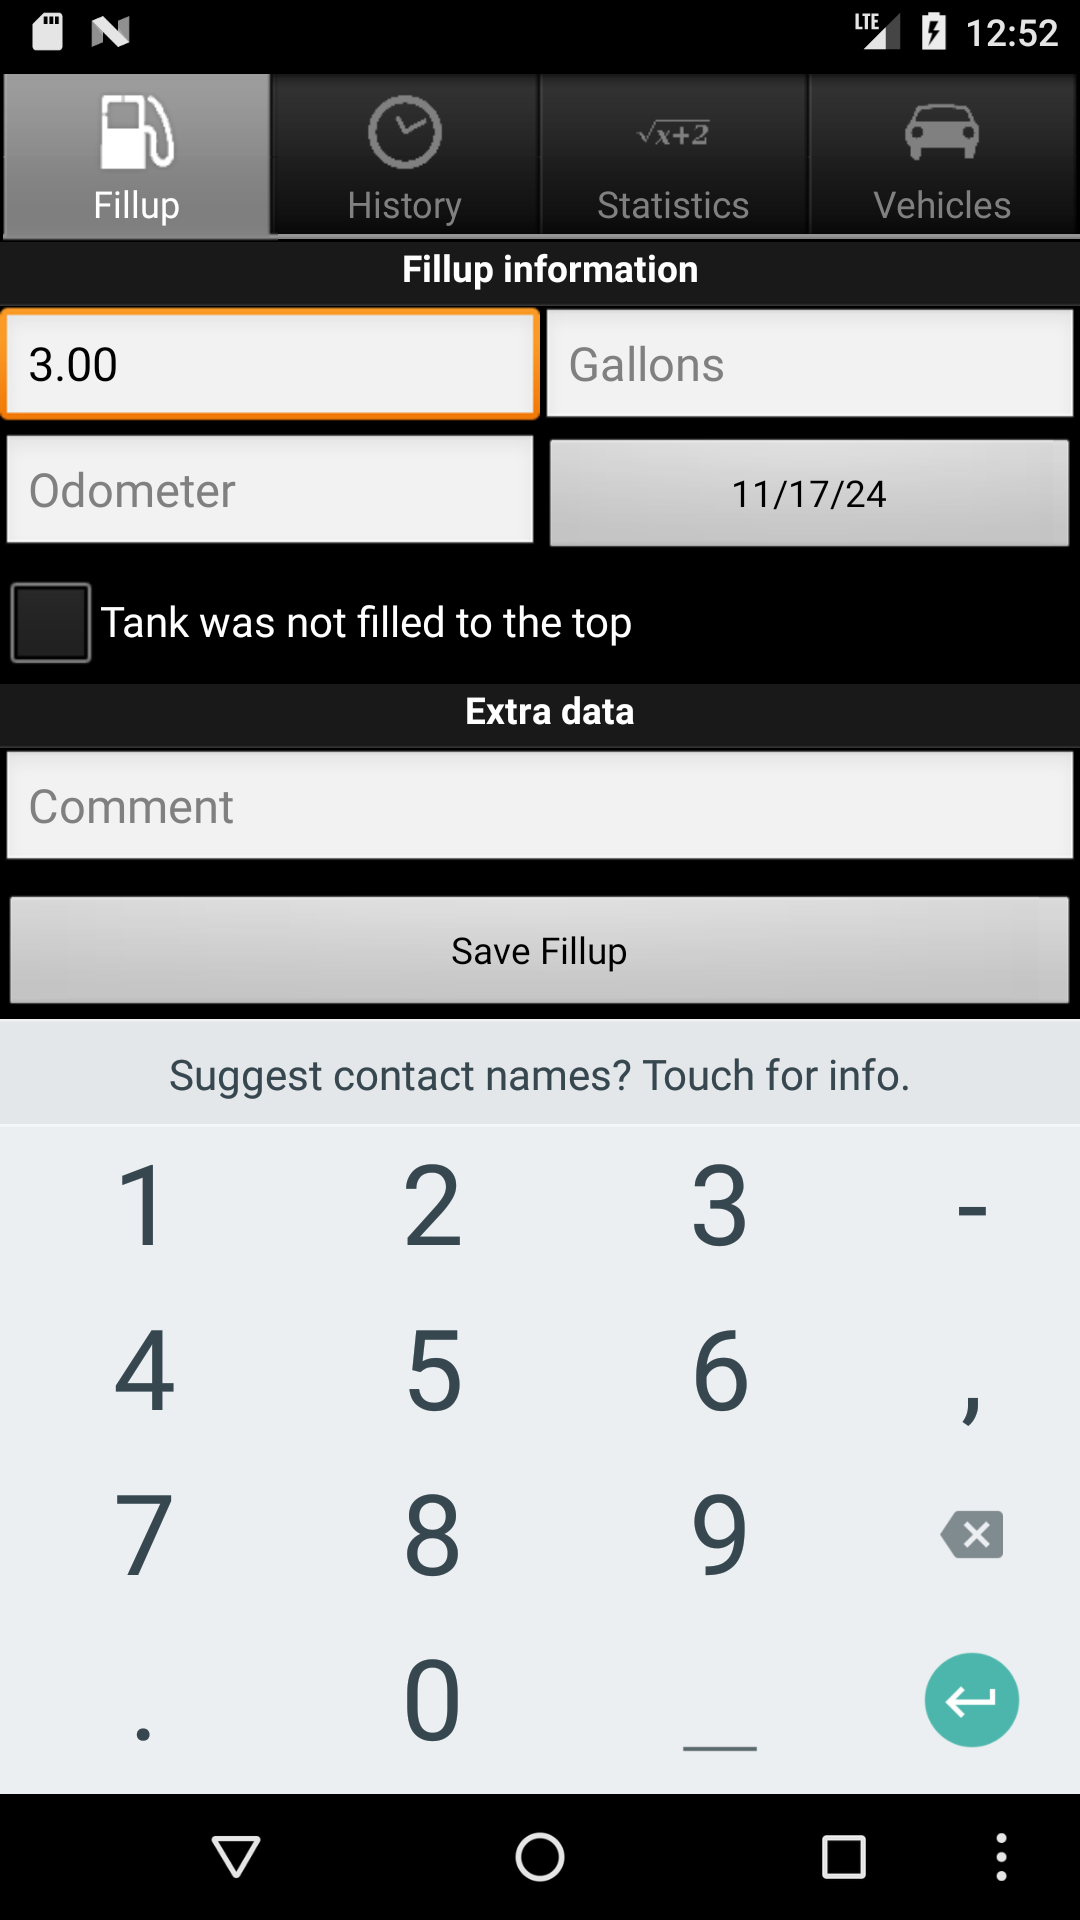 LTE 12:52
√x+2
Fillup History Statistics Vehicles
Fillup information
3.00 Gallons
Odometer 11/17/24
Tank was not filled to the top
Extra data
Comment
Save Fillup
Suggest contact names? Touch for info.
1 2 3 -
4 5 6 ,
7 8 9
. 0